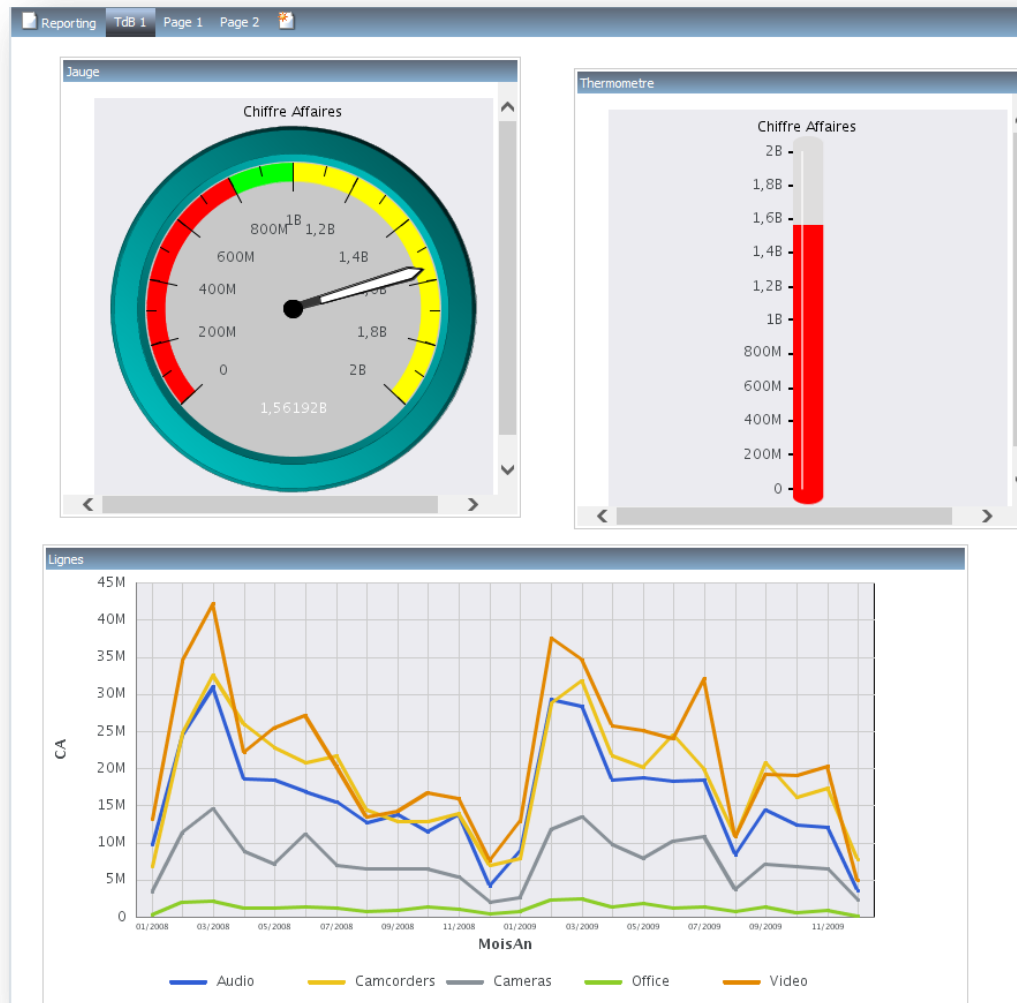 Reporting TdB 1 Page 1 Page 2
Jauge
Chiffre Affaires
1B
800M 1,2B
600M 1,4B
400M
200M 1,8B
0 2B
1,56192B
Thermometre
Chiffre Affaires
2B
1,8B
1,6B
1,4B
1,2B
1B
800M
600M
400M
200M
0
Lignes
45M
40M
35M
30M
25M
20M
15M
10M
5M
0
CA
01/2008 03/2008 05/2008 07/2008 09/2008 11/2008 01/2009 03/2009 05/2009 07/2009 09/2009 11/2009
MoisAn
Audio Camcorders Cameras Office Video